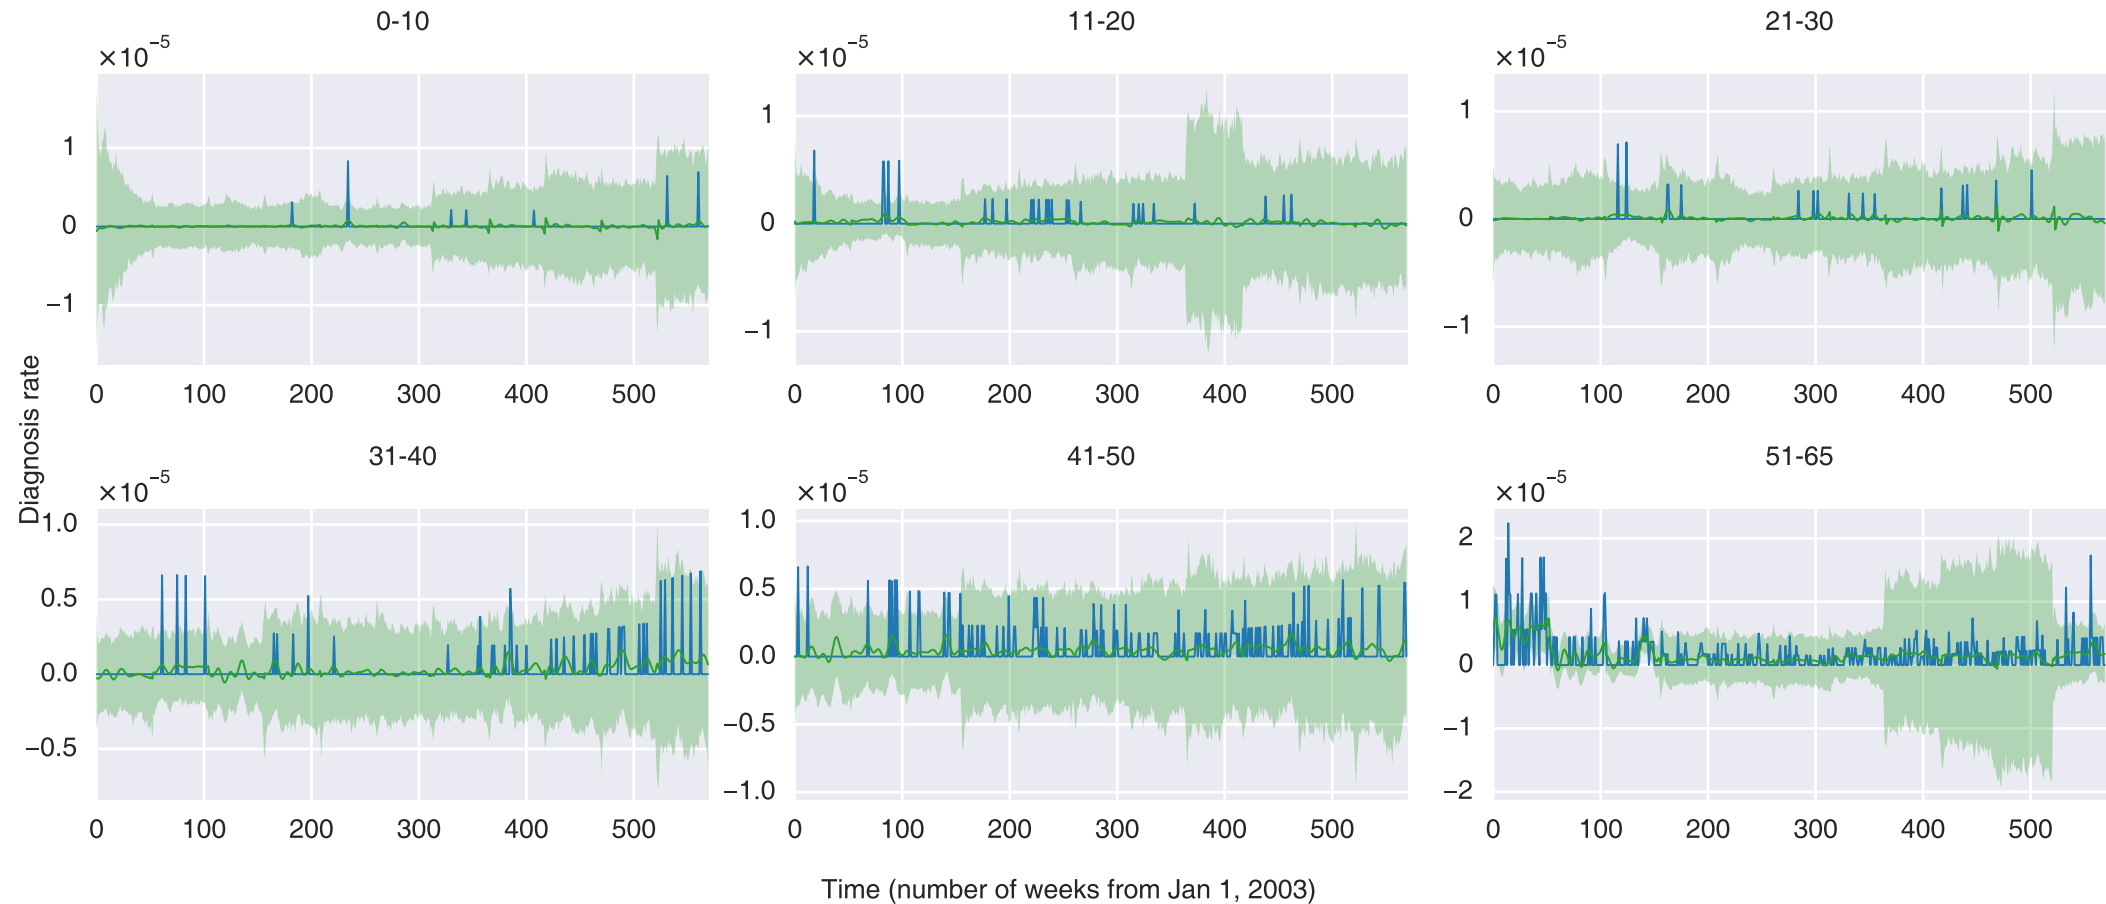 0-10 11-20 21-30
×10⁻⁵ ×10⁻⁵ ×10⁻⁵
1 0 −1
0 100 200 300 400 500
1 0 −1
0 100 200 300 400 500
1 0 −1
0 100 200 300 400 500
Diagnosis rate
31-40 41-50 51-65
×10⁻⁵ ×10⁻⁵ ×10⁻⁵
1.0 0.5 0.0 −0.5
0 100 200 300 400 500
1.0 0.5 0.0 −0.5 −1.0
0 100 200 300 400 500
2 1 0 −1 −2
0 100 200 300 400 500
Time (number of weeks from Jan 1, 2003)